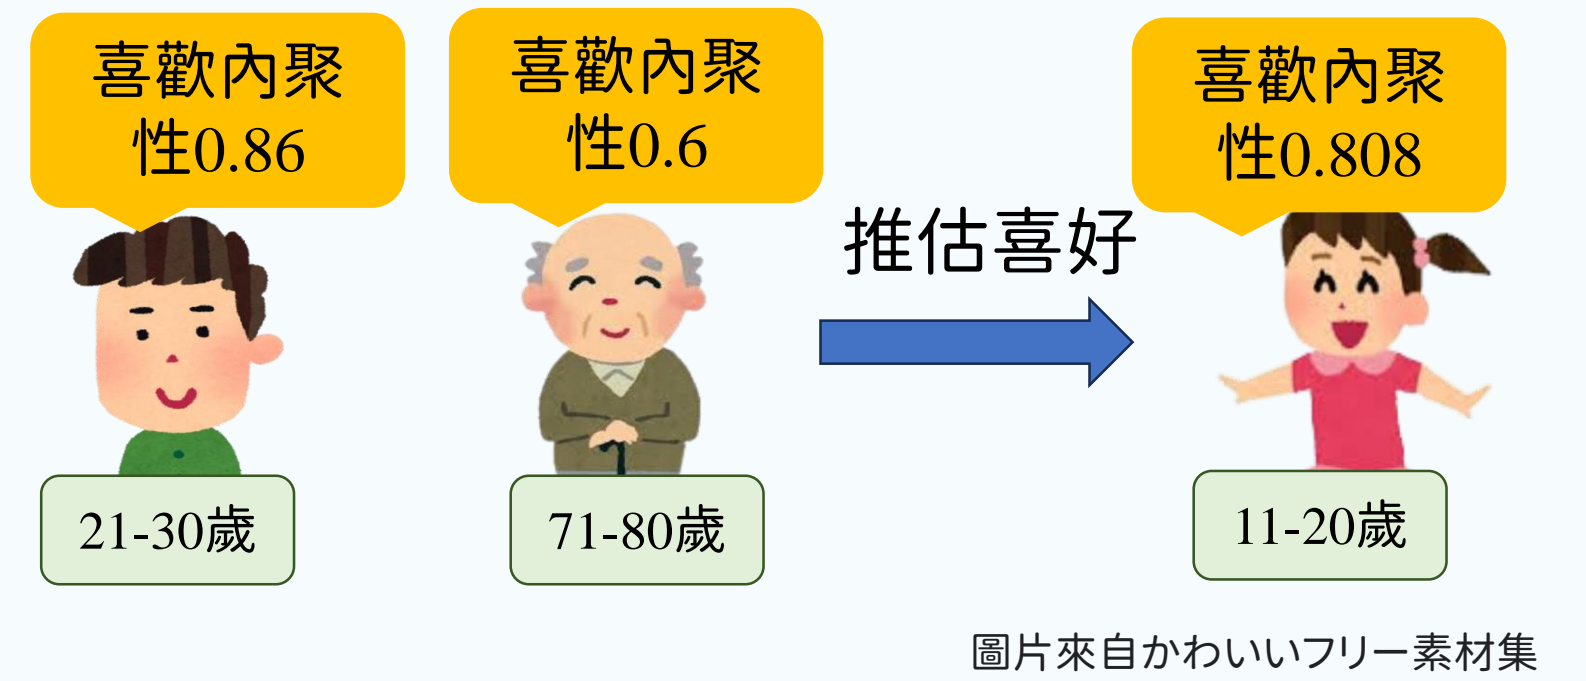 喜歡內聚
性0.86
喜歡內聚
性0.6
喜歡內聚
性0.808
推估喜好
21-30歲
71-80歲
11-20歲
圖片來自かわいいフリー素材集